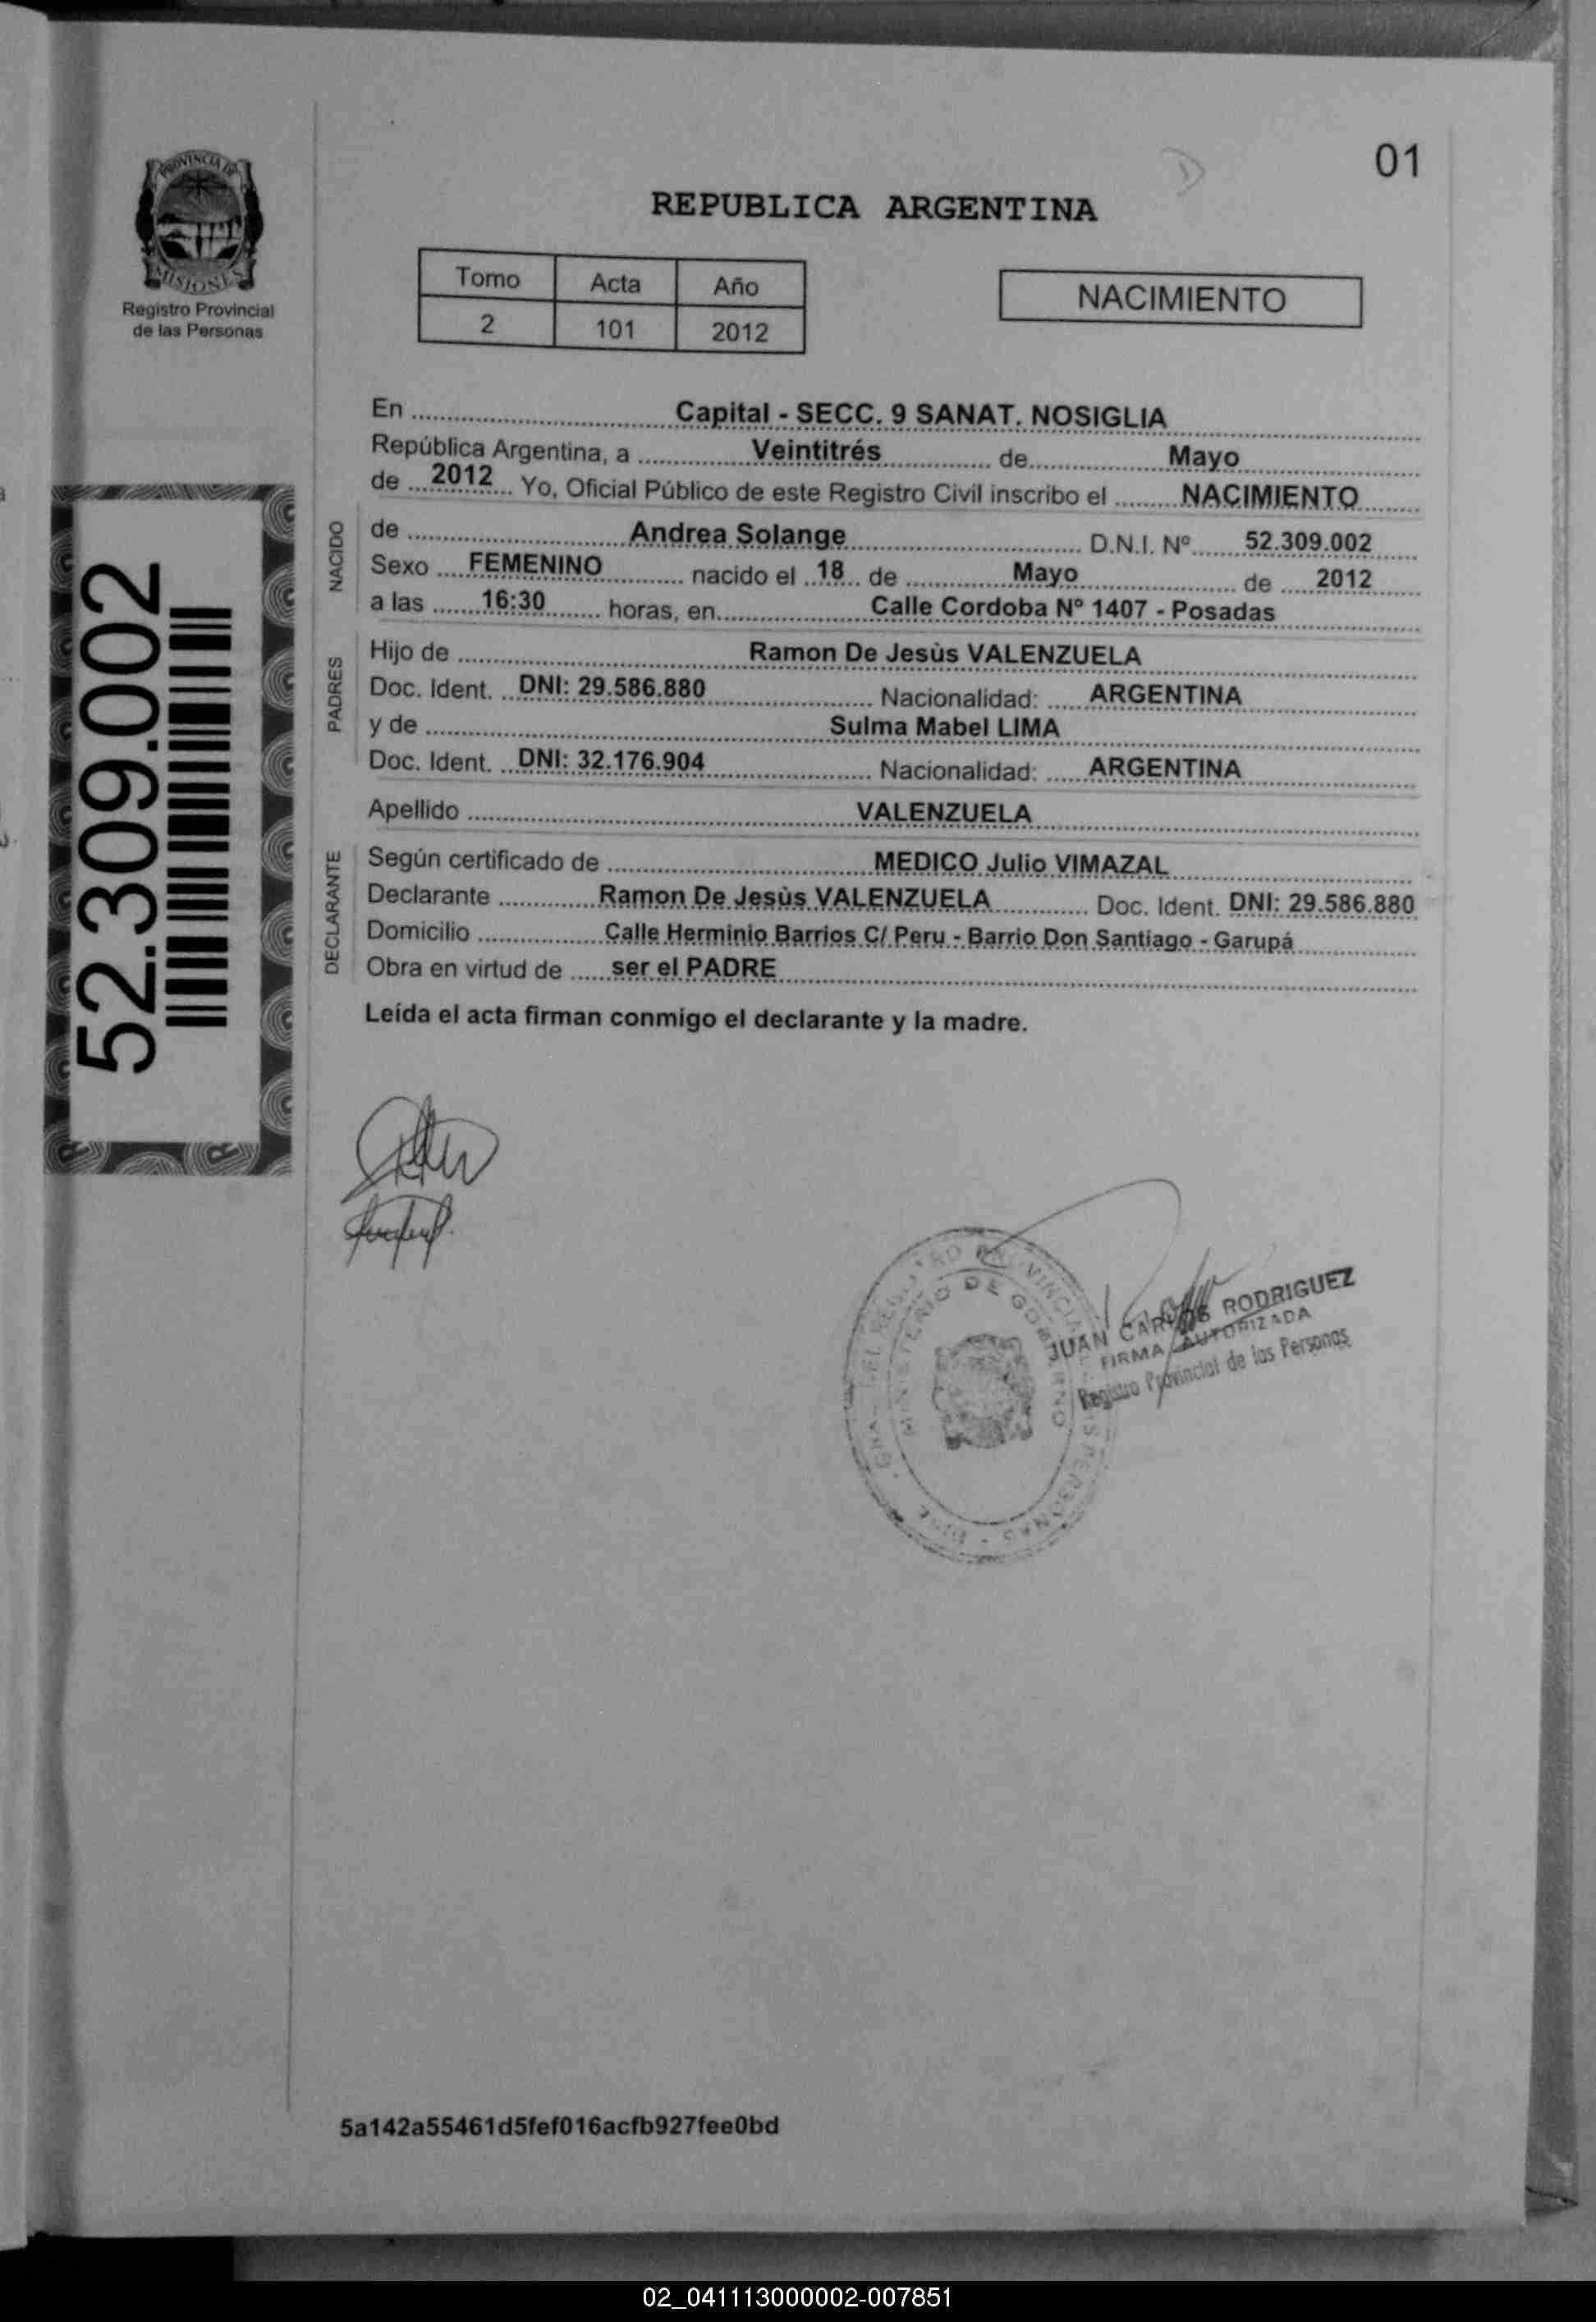 01
PROVINCIA DE
MISIONES
Registro Provincial
de las Personas
REPUBLICA ARGENTINA
Tomo Acta Año
2 101 2012
NACIMIENTO
En Capital - SECC. 9 SANAT. NOSIGLIA
República Argentina, a Veintitrés de Mayo
de 2012 Yo, Oficial Público de este Registro Civil inscribo el NACIMIENTO
NACIDO
de Andrea Solange D.N.I. Nº 52.309.002
Sexo FEMENINO nacido el 18 de Mayo de 2012
a las 16:30 horas, en Calle Cordoba Nº 1407 - Posadas
PADRES
Hijo de Ramon De Jesùs VALENZUELA
Doc. Ident. DNI: 29.586.880 Nacionalidad: ARGENTINA
y de Sulma Mabel LIMA
Doc. Ident. DNI: 32.176.904 Nacionalidad: ARGENTINA
Apellido VALENZUELA
DECLARANTE
Según certificado de MEDICO Julio VIMAZAL
Declarante Ramon De Jesùs VALENZUELA Doc. Ident. DNI: 29.586.880
Domicilio Calle Herminio Barrios C/ Peru - Barrio Don Santiago - Garupá
Obra en virtud de ser el PADRE
Leída el acta firman conmigo el declarante y la madre.
52.309.002
MINISTERIO DE GOBIERNO
JUAN CARLOS RODRIGUEZ
FIRMA AUTORIZADA
Registro Provincial de las Personas
5a142a55461d5fef016acfb927fee0bd
02_041113000002-007851